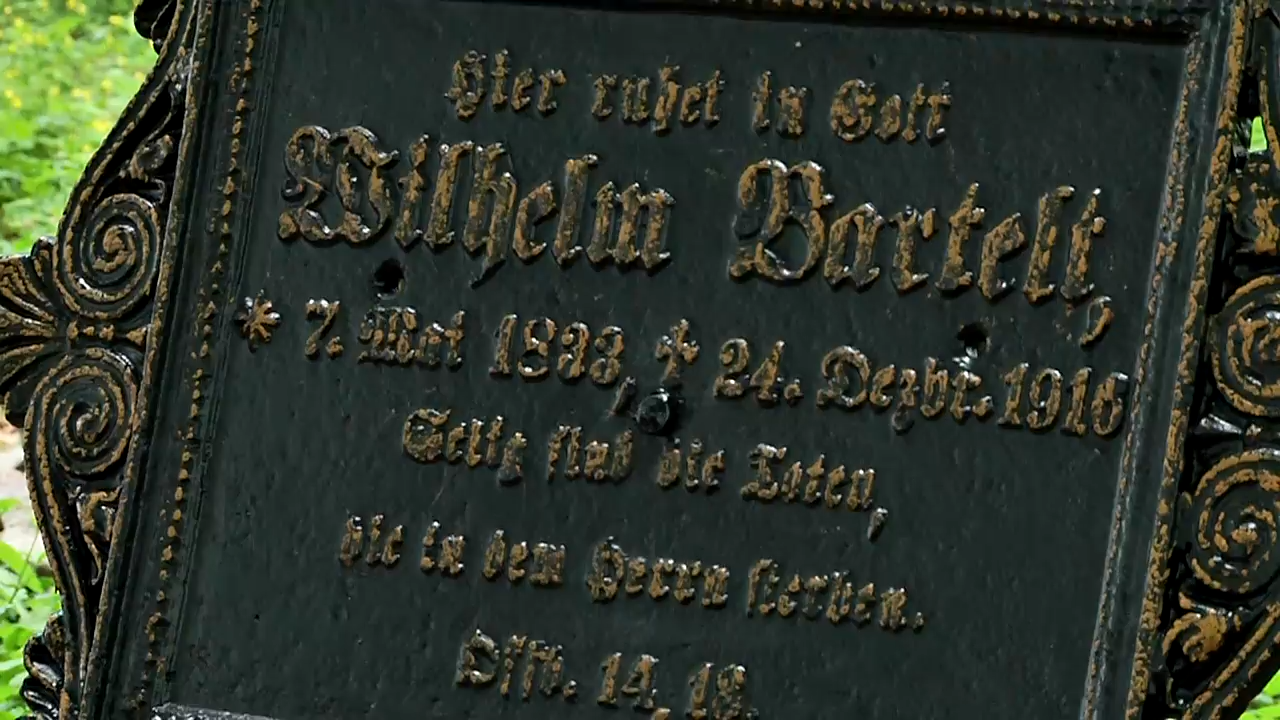 Hier ruhet in Gott
Wilhelm Bartelt,
* 7. Mai 1833, † 24. Dezbr. 1916
Selig sind die Toten,
die in dem Herrn sterben.
Offb. 14, 13.